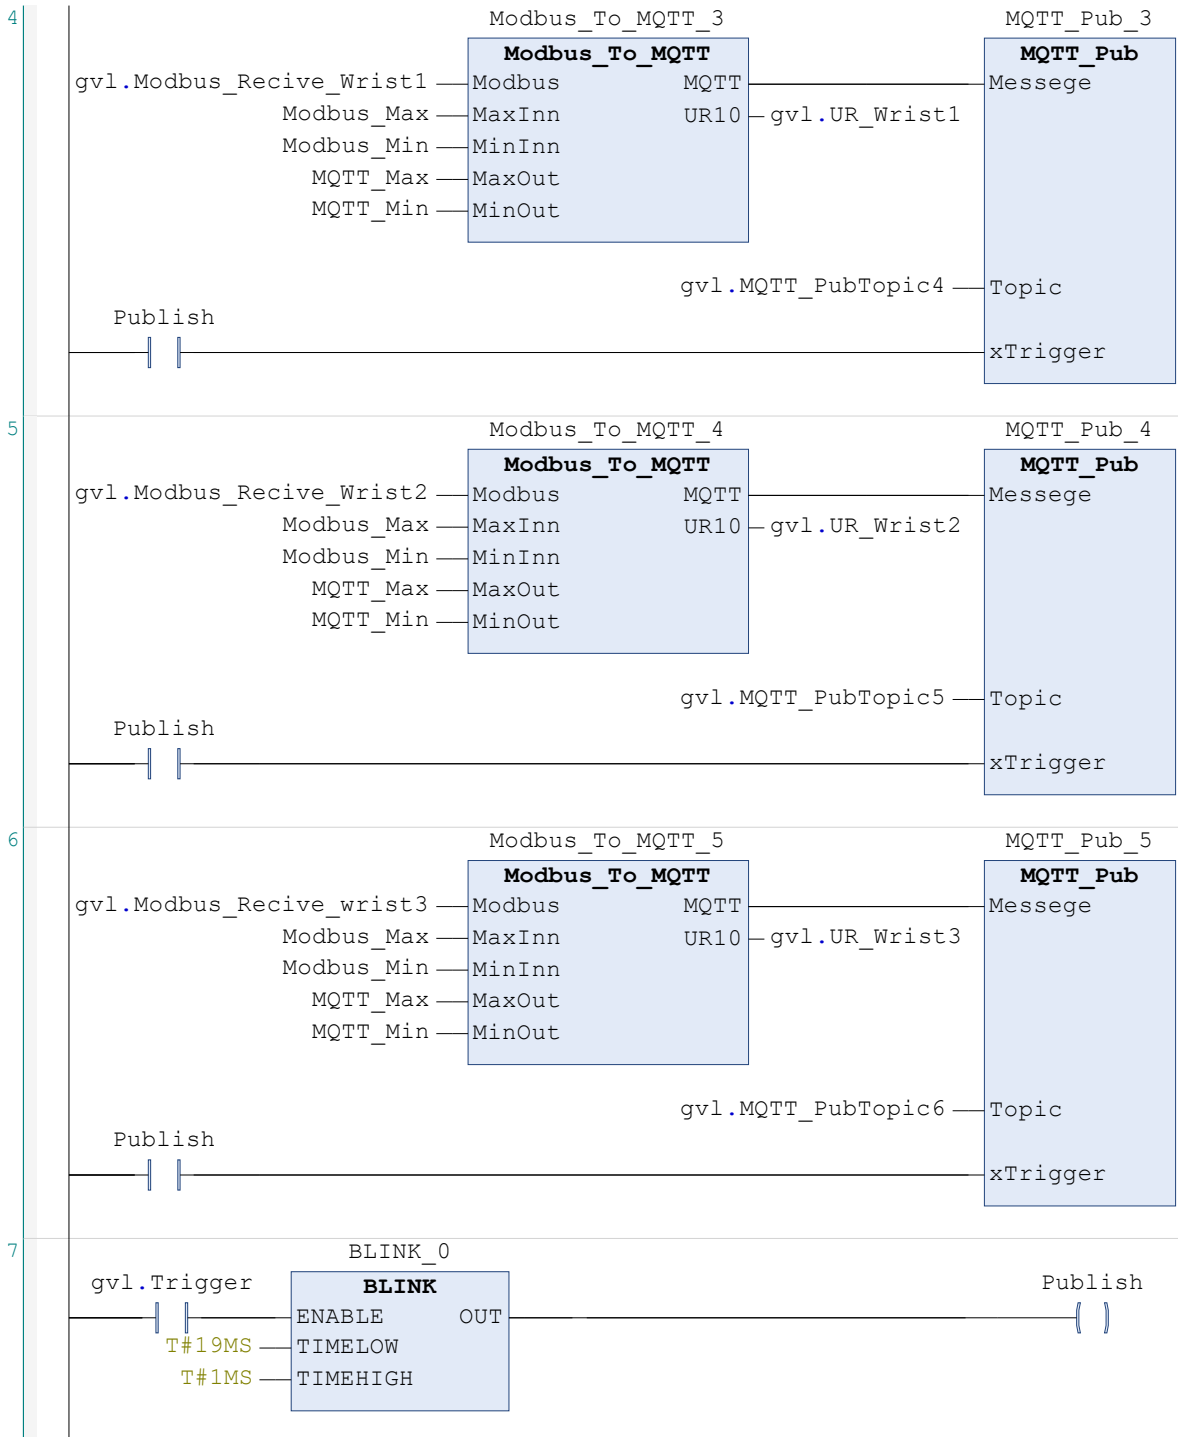 4
Modbus_To_MQTT_3 MQTT_Pub_3
Modbus_To_MQTT MQTT_Pub
gvl.Modbus_Recive_Wrist1 Modbus MQTT Messege
Modbus_Max MaxInn UR10 gvl.UR_Wrist1
Modbus_Min MinInn
MQTT_Max MaxOut
MQTT_Min MinOut
gvl.MQTT_PubTopic4 Topic
Publish
xTrigger
5
Modbus_To_MQTT_4 MQTT_Pub_4
Modbus_To_MQTT MQTT_Pub
gvl.Modbus_Recive_Wrist2 Modbus MQTT Messege
Modbus_Max MaxInn UR10 gvl.UR_Wrist2
Modbus_Min MinInn
MQTT_Max MaxOut
MQTT_Min MinOut
gvl.MQTT_PubTopic5 Topic
Publish
xTrigger
6
Modbus_To_MQTT_5 MQTT_Pub_5
Modbus_To_MQTT MQTT_Pub
gvl.Modbus_Recive_wrist3 Modbus MQTT Messege
Modbus_Max MaxInn UR10 gvl.UR_Wrist3
Modbus_Min MinInn
MQTT_Max MaxOut
MQTT_Min MinOut
gvl.MQTT_PubTopic6 Topic
Publish
xTrigger
7
BLINK_0
gvl.Trigger BLINK Publish
ENABLE OUT
T#19MS TIMELOW
T#1MS TIMEHIGH